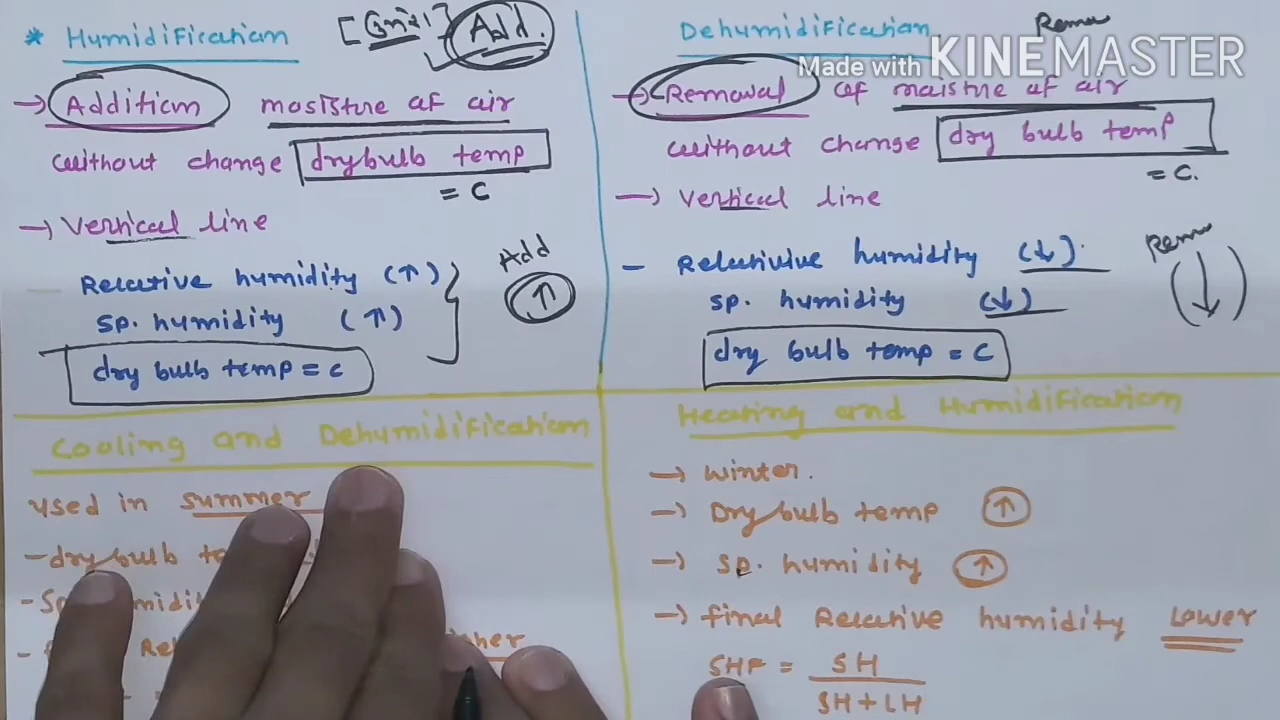 * Humidification
Add.
→ Addition moisture of air
without change dry bulb temp
= C
→ Vertical line
Relative humidity (↑)
sp. humidity (↑)
dry bulb temp = C
Add
↑
Dehumidification
Made with KINEMASTER
→ Removal of moisture of air
without change dry bulb temp
= C.
→ Vertical line
- Relativive humidity (↓).
sp. humidity (↓)
dry bulb temp = C
↓
Cooling and Dehumidification
used in summer
- dry bulb
Heating and Humidification
→ Winter.
→ Dry bulb temp ↑
→ sp. humidity ↑
→ final Relative humidity Lower
SHF = SH
SH + LH